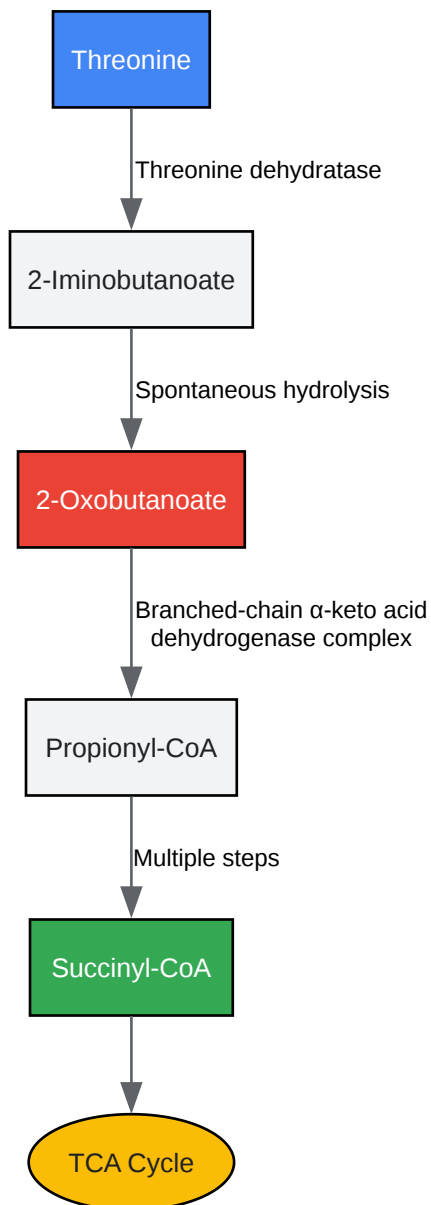 Threonine
Threonine dehydratase
2-Iminobutanoate
Spontaneous hydrolysis
2-Oxobutanoate
Branched-chain α-keto acid
dehydrogenase complex
Propionyl-CoA
Multiple steps
Succinyl-CoA
TCA Cycle